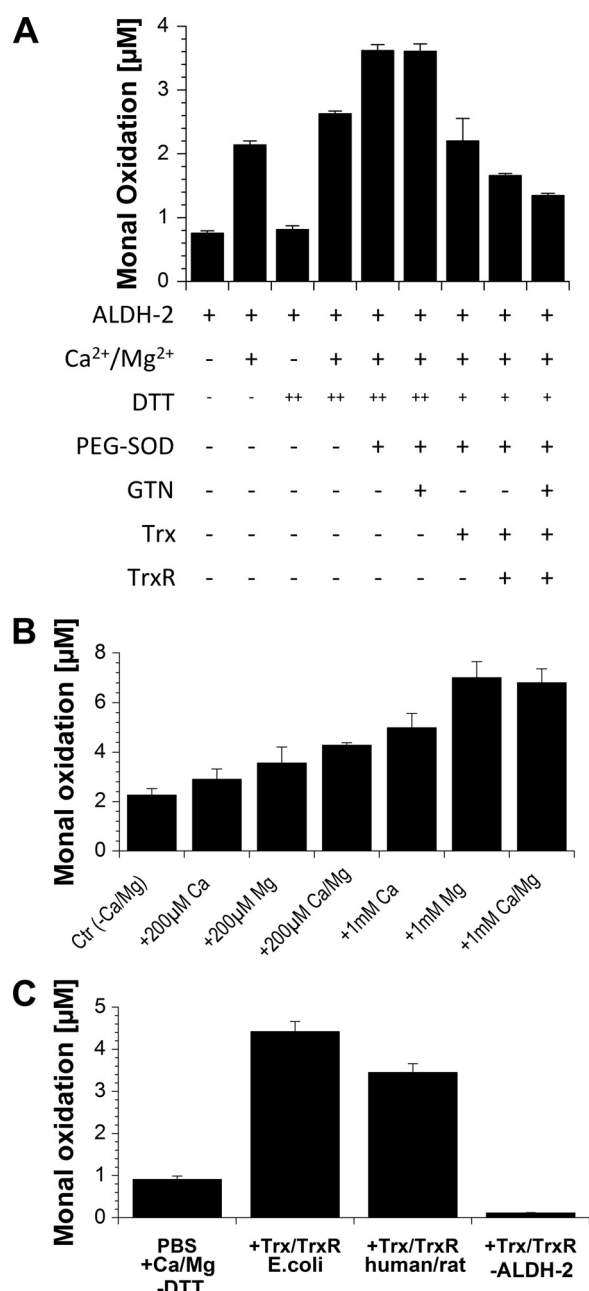 A
Monal Oxidation [µM]
4
3
2
1
0
ALDH-2 + + + + + + + + +
Ca2+/Mg2+ - + - + + + + + +
DTT - - ++ ++ ++ ++ + + +
PEG-SOD - - - - + + + + +
GTN - - - - - + - - +
Trx - - - - - - + + +
TrxR - - - - - - - + +
B
Monal oxidation [µM]
8
6
4
2
0
Ctr (-Ca/Mg) +200µM Ca +200µM Mg +200µM Ca/Mg +1mM Ca +1mM Mg +1mM Ca/Mg
C
Monal oxidation [µM]
5
4
3
2
1
0
PBS +Trx/TrxR +Trx/TrxR +Trx/TrxR
+Ca/Mg E.coli human/rat -ALDH-2
-DTT